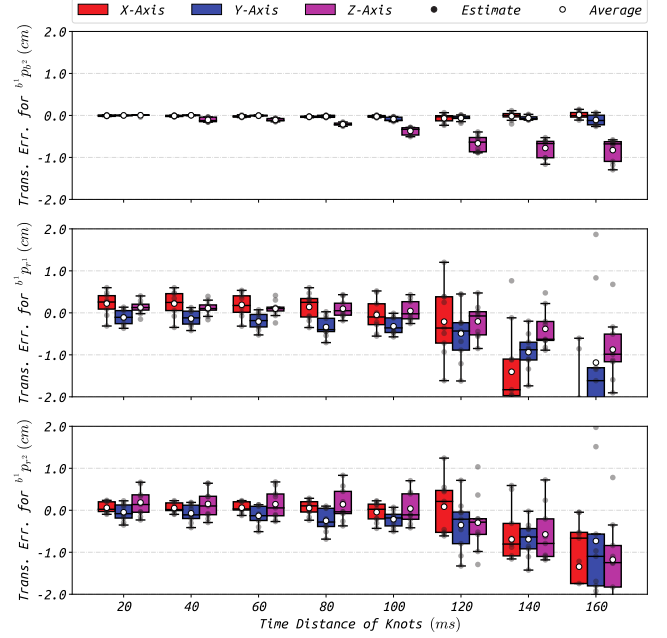 X-Axis Y-Axis Z-Axis Estimate Average
Trans. Err. for ᵇ¹p_b² (cm)
2.0
1.0
0.0
-1.0
-2.0
Trans. Err. for ᵇ¹p_r¹ (cm)
2.0
1.0
0.0
-1.0
-2.0
Trans. Err. for ᵇ¹p_r² (cm)
2.0
1.0
0.0
-1.0
-2.0
20 40 60 80 100 120 140 160
Time Distance of Knots (ms)